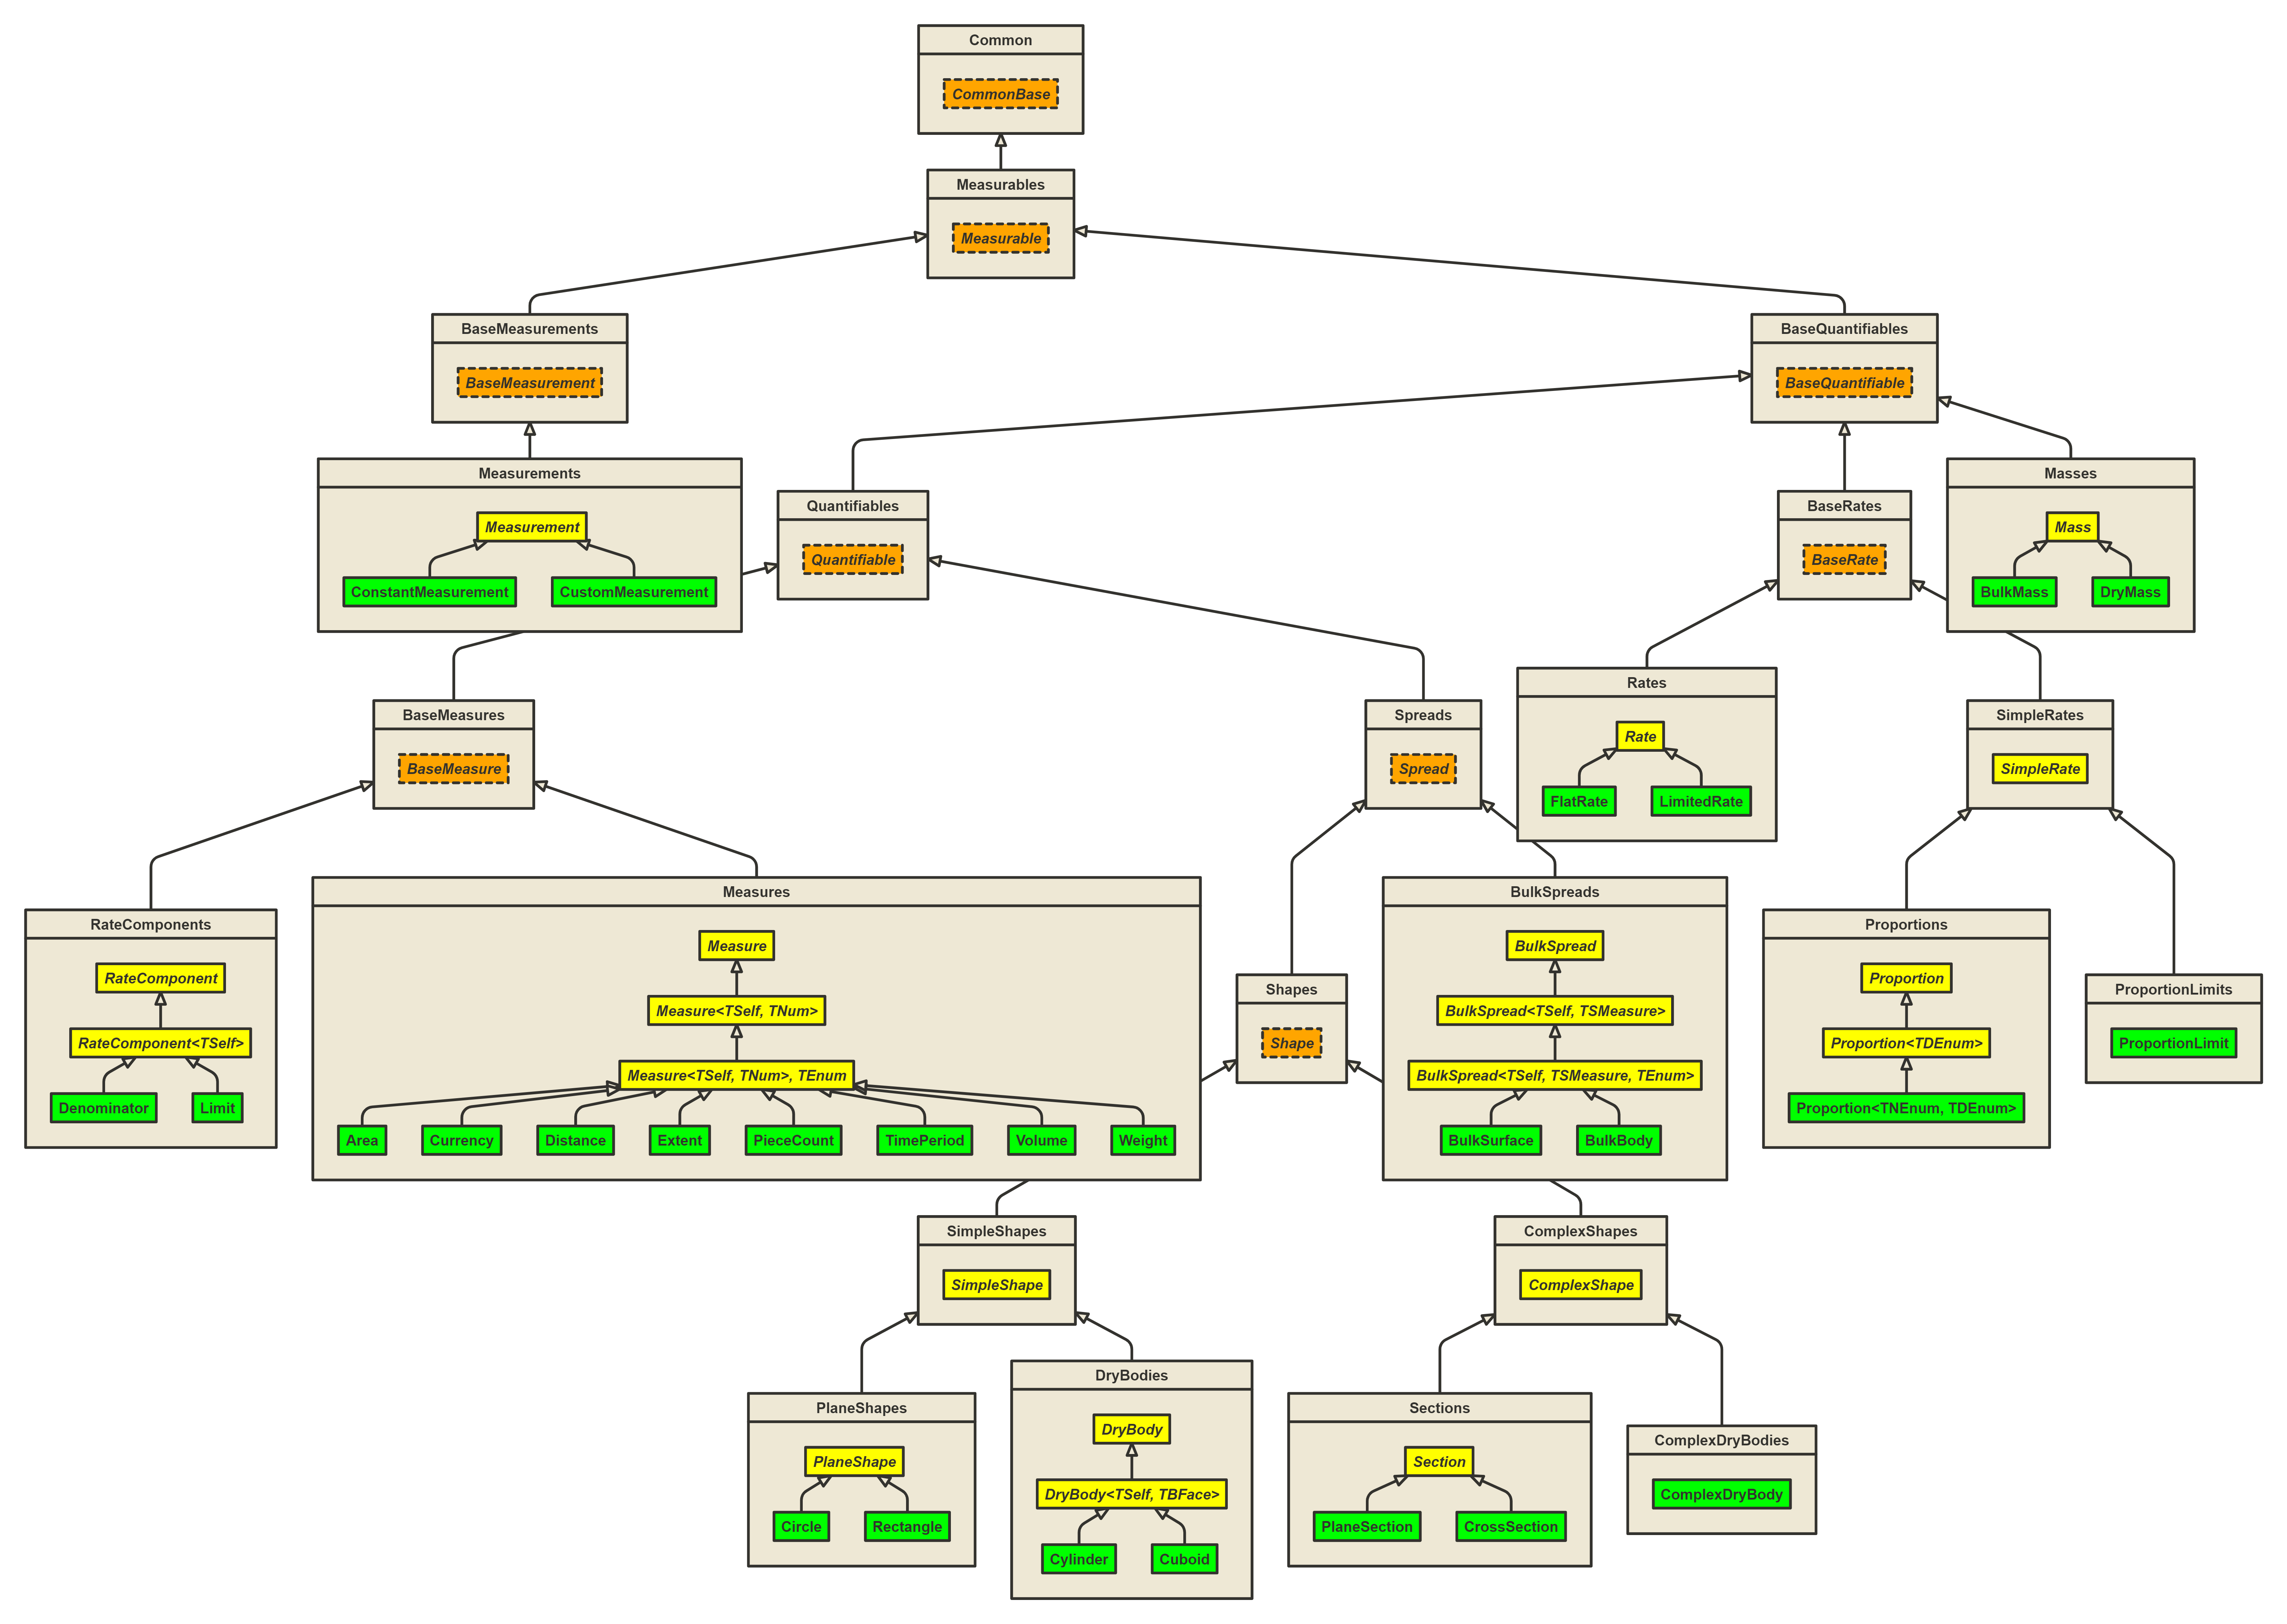 Common
CommonBase
Measurables
Measurable
BaseMeasurements
BaseMeasurement
BaseQuantifiables
BaseQuantifiable
Measurements
Measurement
ConstantMeasurement
CustomMeasurement
Quantifiables
Quantifiable
BaseRates
BaseRate
Masses
Mass
BulkMass
DryMass
BaseMeasures
BaseMeasure
Spreads
Spread
Rates
Rate
FlatRate
LimitedRate
SimpleRates
SimpleRate
RateComponents
RateComponent
RateComponent<TSelf>
Denominator
Limit
Measures
Measure
Measure<TSelf, TNum>
Measure<TSelf, TNum>, TEnum
Area
Currency
Distance
Extent
PieceCount
TimePeriod
Volume
Weight
Shapes
Shape
BulkSpreads
BulkSpread
BulkSpread<TSelf, TSMeasure>
BulkSpread<TSelf, TSMeasure, TEnum>
BulkSurface
BulkBody
Proportions
Proportion
Proportion<TDEnum>
Proportion<TNEnum, TDEnum>
ProportionLimits
ProportionLimit
SimpleShapes
SimpleShape
ComplexShapes
ComplexShape
PlaneShapes
PlaneShape
Circle
Rectangle
DryBodies
DryBody
DryBody<TSelf, TBFace>
Cylinder
Cuboid
Sections
Section
PlaneSection
CrossSection
ComplexDryBodies
ComplexDryBody